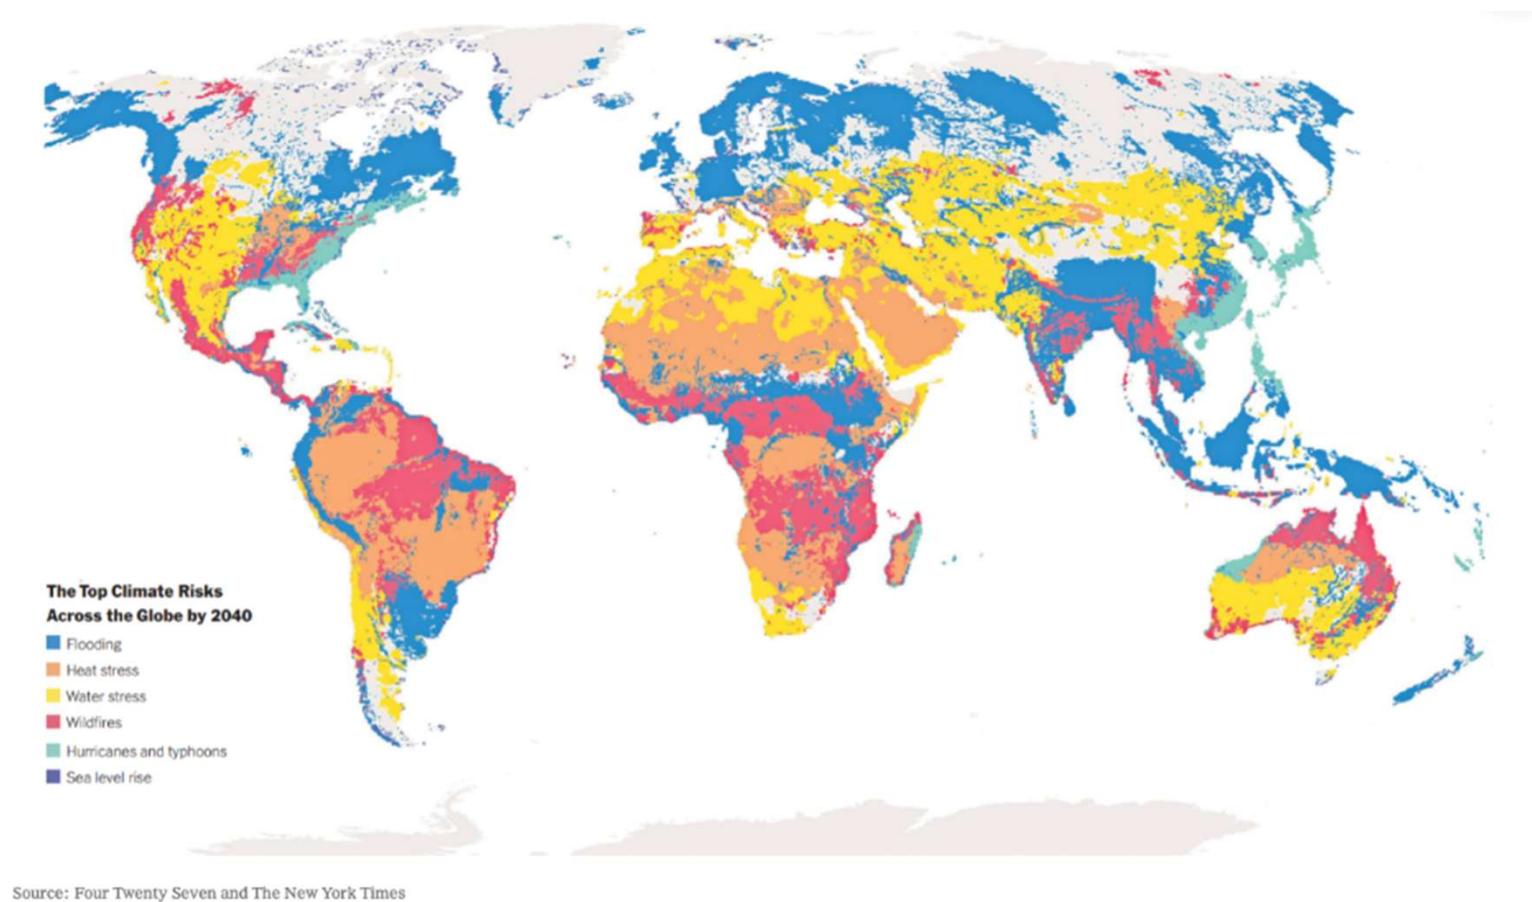 The Top Climate Risks
Across the Globe by 2040
Flooding
Heat stress
Water stress
Wildfires
Hurricanes and typhoons
Sea level rise
Source: Four Twenty Seven and The New York Times